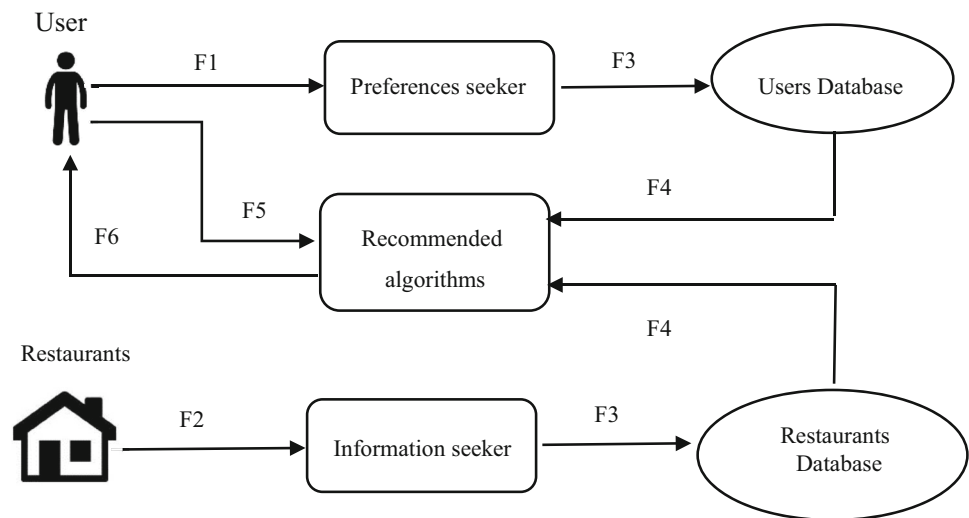 User
F1
Preferences seeker
F3
Users Database
F4
F5
F6
Recommended
algorithms
F4
Restaurants
F2
Information seeker
F3
Restaurants
Database